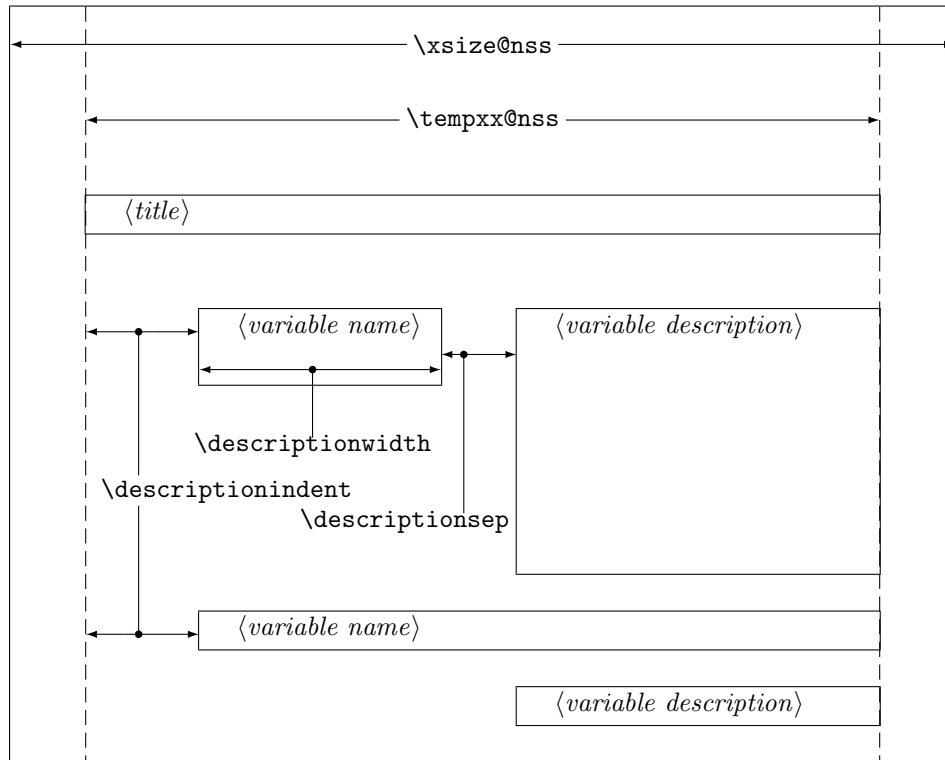 \xsize@nss
\tempxx@nss
⟨title⟩
⟨variable name⟩ ⟨variable description⟩
\descriptionwidth
\descriptionindent
\descriptionsep
⟨variable name⟩
⟨variable description⟩